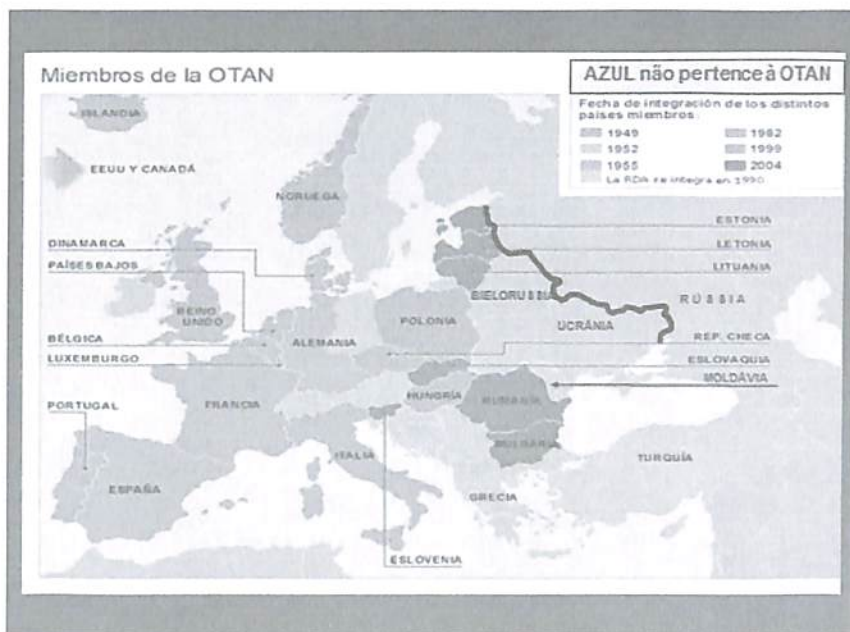 Miembros de la OTAN
AZUL não pertence à OTAN
Fecha de integración de los distintos
países miembros:
1949
1982
1952
1999
1955
2004
La RDA se integra en 1990
ISLANDIA
EEUU Y CANADÁ
NORUEGA
ESTONIA
DINAMARCA
LETONIA
PAÍSES BAJOS
LITUANIA
BIELORUSSIA
RÚSSIA
REINO
UNIDO
POLONIA
UCRÂNIA
BÉLGICA
ALEMANIA
REP. CHECA
LUXEMBURGO
ESLOVAQUIA
MOLDÁVIA
HUNGRÍA
RUMANIA
PORTUGAL
FRANCIA
BULGARIA
ITALIA
TURQUÍA
ESPAÑA
GRECIA
ESLOVENIA